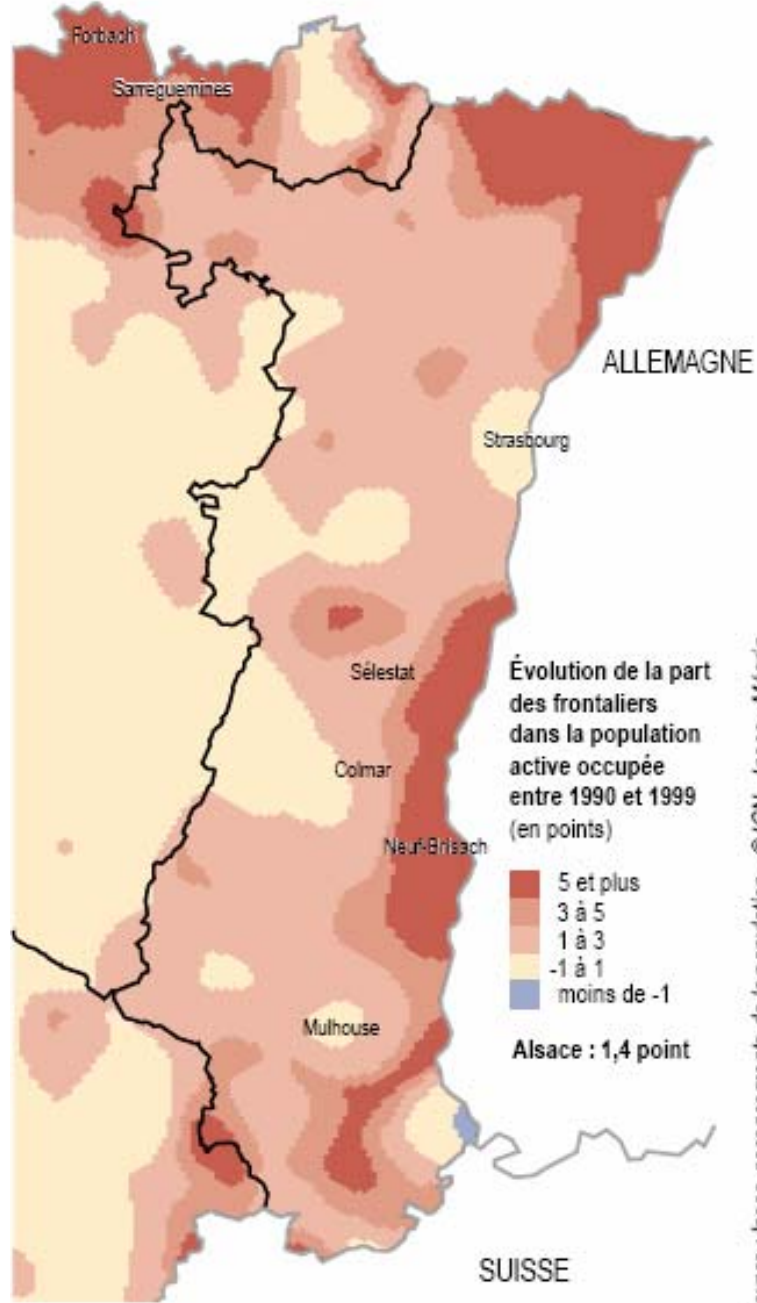 Forbach
Sarreguemines
ALLEMAGNE
Strasbourg
Sélestat
Colmar
Neuf-Brisach
Mulhouse
SUISSE
Évolution de la part
des frontaliers
dans la population
active occupée
entre 1990 et 1999
(en points)
5 et plus
3 à 5
1 à 3
-1 à 1
moins de -1
Alsace : 1,4 point